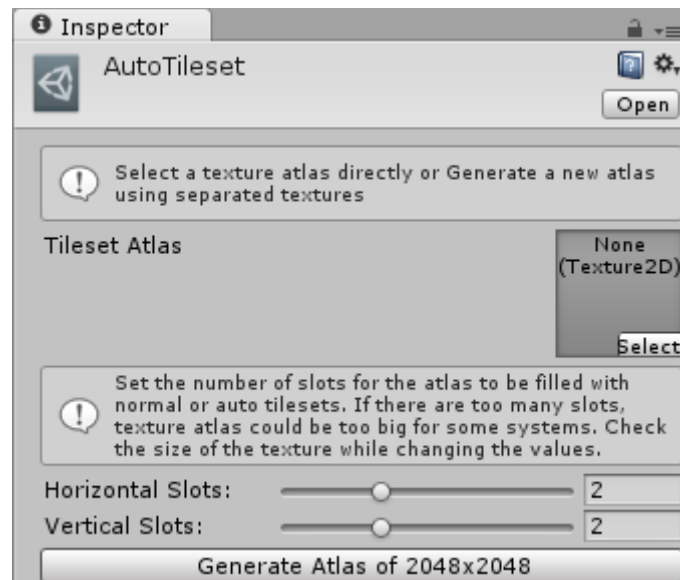 Inspector
AutoTileset
Open
Select a texture atlas directly or Generate a new atlas
using separated textures
Tileset Atlas
None
(Texture2D)
Select
Set the number of slots for the atlas to be filled with
normal or auto tilesets. If there are too many slots,
texture atlas could be too big for some systems. Check
the size of the texture while changing the values.
Horizontal Slots: 2
Vertical Slots: 2
Generate Atlas of 2048x2048